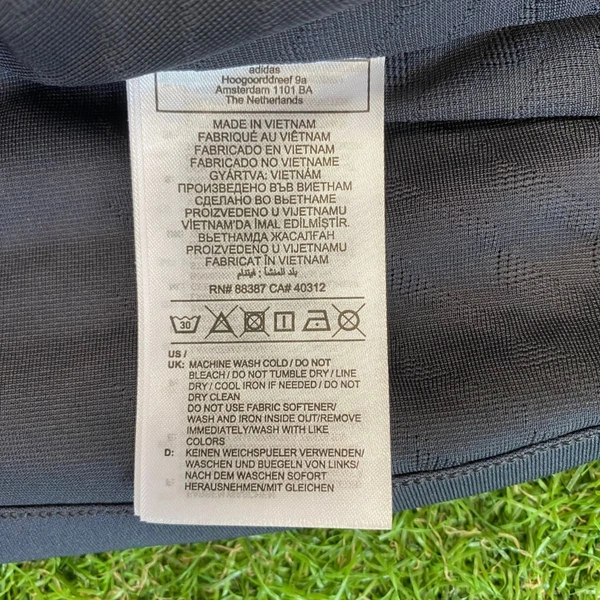 adidas
Hoogoorddreef 9a
Amsterdam 1101 BA
The Netherlands
MADE IN VIETNAM
FABRIQUÉ AU VIÊTNAM
FABRICADO EN VIETNAM
FABRICADO NO VIETNAME
GYÁRTVA: VIETNÁM
ПРОИЗВЕДЕНО ВЪВ ВИЕТНАМ
СДЕЛАНО ВО ВЬЕТНАМЕ
PROIZVEDENO U VIJETNAMU
VİETNAM'DA İMAL EDİLMİŞTİR.
ВЬЕТНАМДА ЖАСАЛҒАН
PROIZVEDENO U VIJETNAMU
FABRICAT ÎN VIETNAM
بلد المنشأ : فيتنام
RN# 88387 CA# 40312
30
US /
UK: MACHINE WASH COLD / DO NOT
BLEACH / DO NOT TUMBLE DRY / LINE
DRY / COOL IRON IF NEEDED / DO NOT
DRY CLEAN
DO NOT USE FABRIC SOFTENER/
WASH AND IRON INSIDE OUT/REMOVE
IMMEDIATELY/WASH WITH LIKE
COLORS
D: KEINEN WEICHSPUELER VERWENDEN/
WASCHEN UND BUEGELN VON LINKS/
NACH DEM WASCHEN SOFORT
HERAUSNEHMEN/MIT GLEICHEN